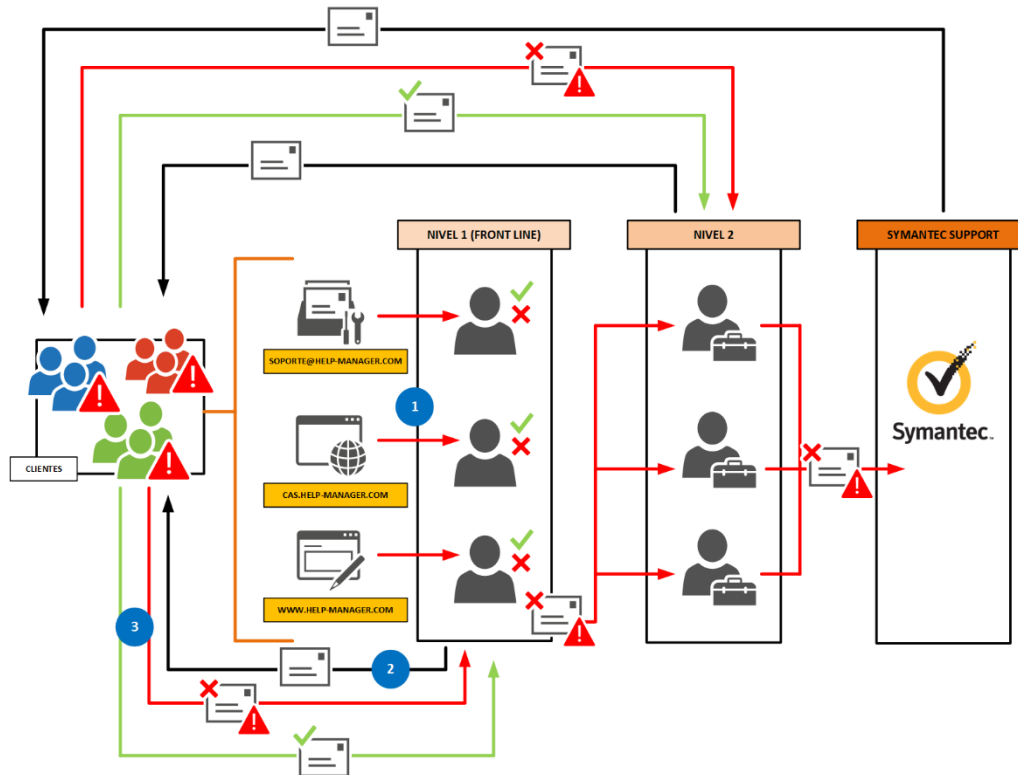 NIVEL 1 (FRONT LINE)
NIVEL 2
SYMANTEC SUPPORT
SOPORTE@HELP-MANAGER.COM
1
Symantec.
CLIENTES
CAS.HELP-MANAGER.COM
WWW.HELP-MANAGER.COM
3
2